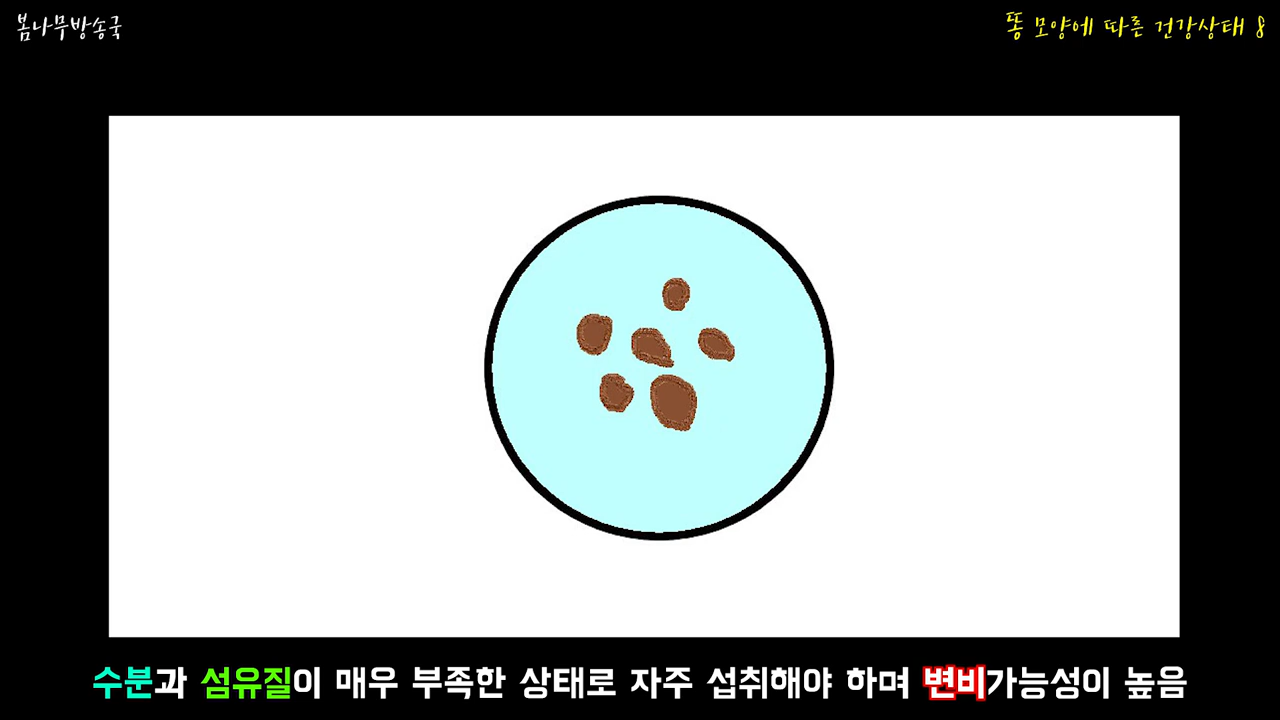 봄나무방송국
똥 모양에 따른 건강상태 8
수분과 섬유질이 매우 부족한 상태로 자주 섭취해야 하며 변비가능성이 높음